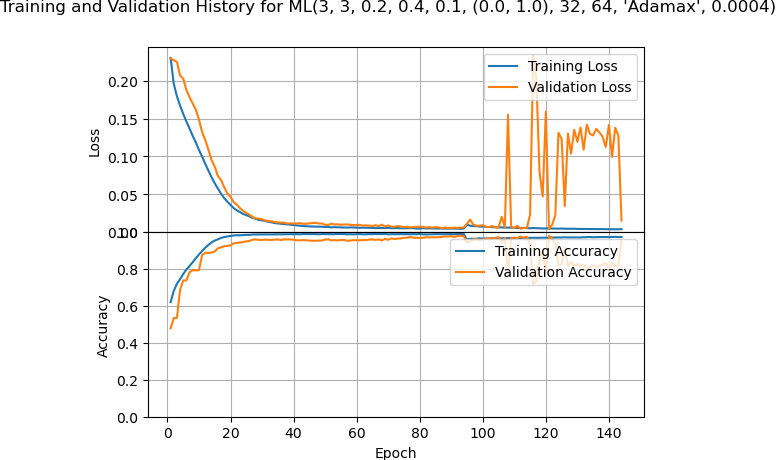 Training and Validation History for ML(3, 3, 0.2, 0.4, 0.1, (0.0, 1.0), 32, 64, 'Adamax', 0.0004)
Training Loss
Validation Loss
0.20
0.15
0.10
0.05
0.00
Loss
1.0
Training Accuracy
Validation Accuracy
0.8
0.6
0.4
0.2
0.0
Accuracy
0 20 40 60 80 100 120 140
Epoch